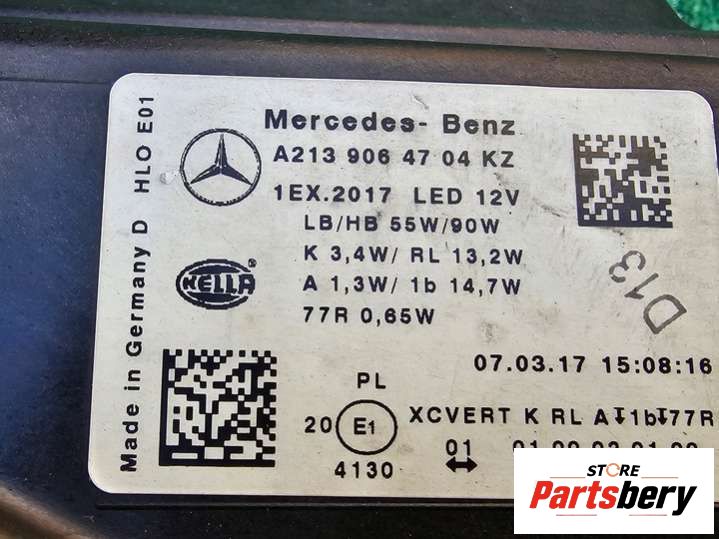 Made in Germany D HLO E01
Mercedes-Benz
A213 906 47 04 KZ
1EX.2017 LED 12V
LB/HB 55W/90W
K 3,4W/ RL 13,2W
A 1,3W/ 1b 14,7W
77R 0,65W
HELLA
D13
07.03.17 15:08:16
PL
20 E1 XCVERT K RL A 1b 77R
4130
01
STORE
Partsbery